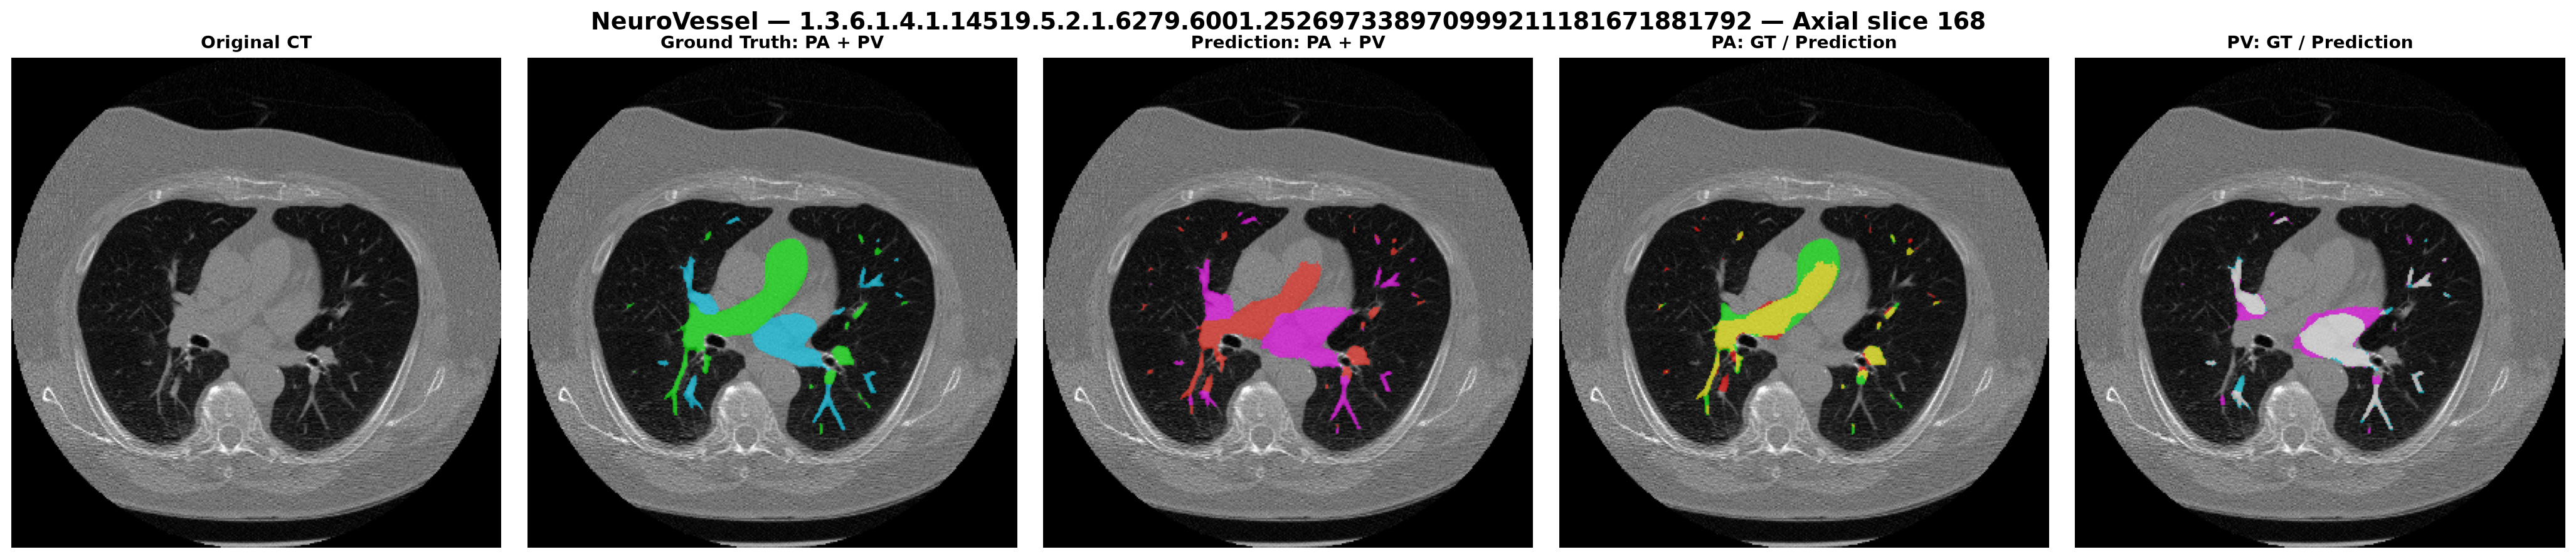 NeuroVessel — 1.3.6.1.4.1.14519.5.2.1.6279.6001.252697338970999211181671881792 — Axial slice 168
Original CT
Ground Truth: PA + PV
Prediction: PA + PV
PA: GT / Prediction
PV: GT / Prediction